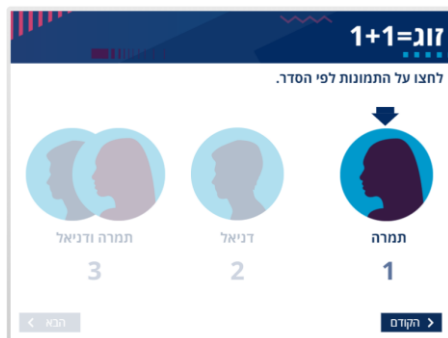 זוג=1+1
לחצו על התמונות לפי הסדר.
תמרה
דניאל
תמרה ודניאל
1
2
3
הקודם
הבא